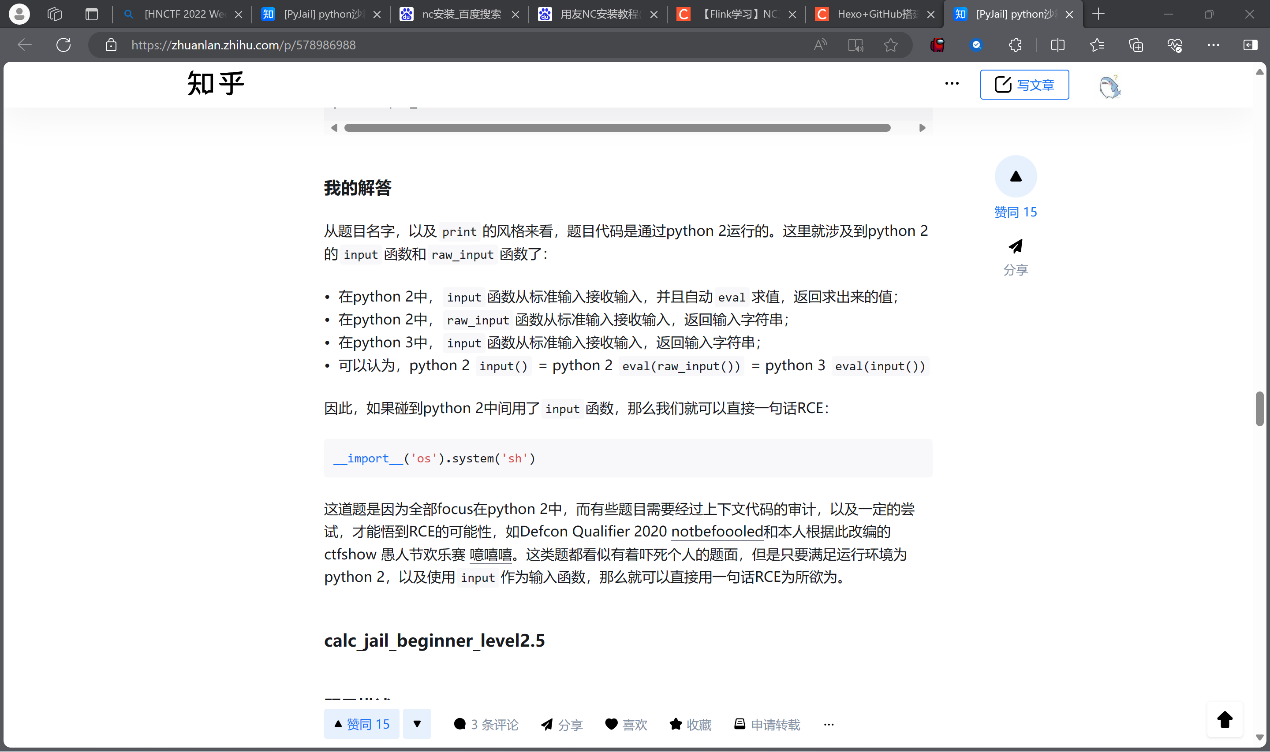 [HNCTF 2022 We
[PyJail] python沙
nc安装_百度搜索
用友NC安装教程
【Flink学习】NC
Hexo+GitHub搭
[PyJail] python沙
https://zhuanlan.zhihu.com/p/578986988
知乎
写文章
我的解答
从题目名字，以及 print 的风格来看，题目代码是通过python 2运行的。这里就涉及到python 2
的 input 函数和 raw_input 函数了：
• 在python 2中， input 函数从标准输入接收输入，并且自动 eval 求值，返回求出来的值；
• 在python 2中， raw_input 函数从标准输入接收输入，返回输入字符串；
• 在python 3中， input 函数从标准输入接收输入，返回输入字符串；
• 可以认为，python 2 input() = python 2 eval(raw_input()) = python 3 eval(input())
因此，如果碰到python 2中间用了 input 函数，那么我们就可以直接一句话RCE：
__import__('os').system('sh')
这道题是因为全部focus在python 2中，而有些题目需要经过上下文代码的审计，以及一定的尝
试，才能悟到RCE的可能性，如Defcon Qualifier 2020 notbefoooled和本人根据此改编的
ctfshow 愚人节欢乐赛 噫嘻嘻。这类题都看似有着吓死个人的题面，但是只要满足运行环境为
python 2，以及使用 input 作为输入函数，那么就可以直接用一句话RCE为所欲为。
calc_jail_beginner_level2.5
赞同 15
分享
赞同 15
3 条评论
分享
喜欢
收藏
申请转载